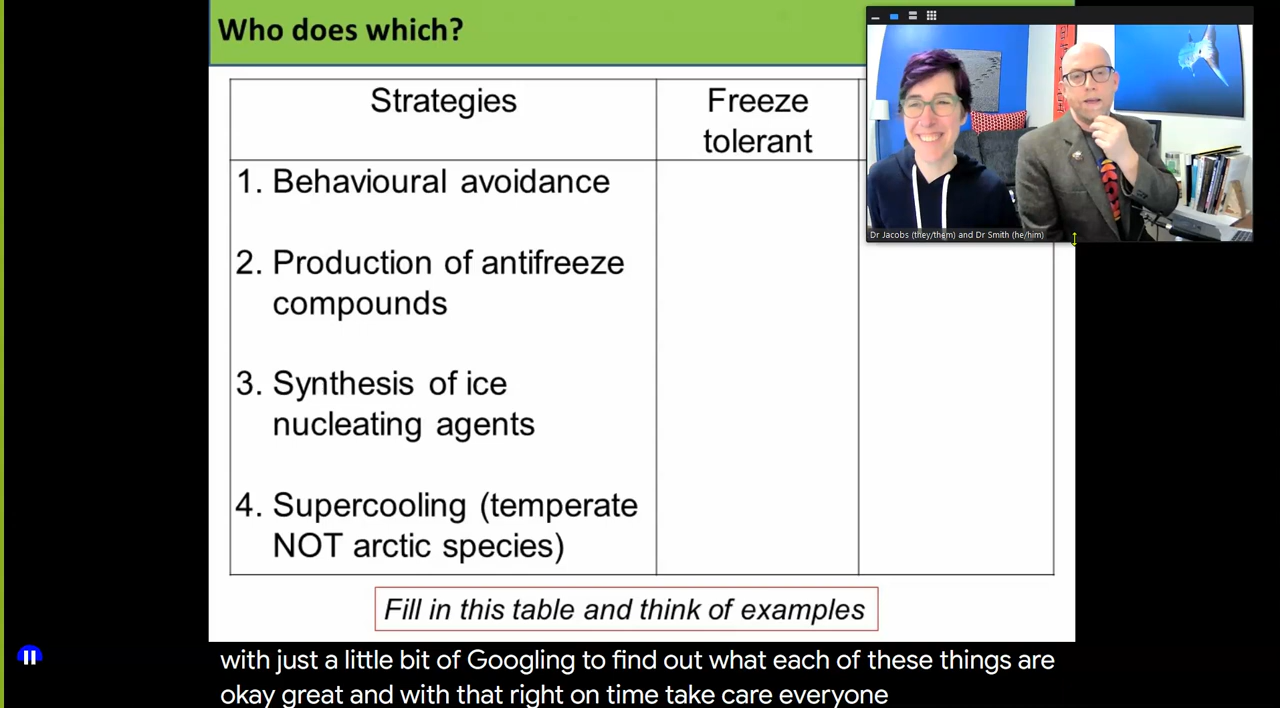 Who does which?
Strategies
Freeze
tolerant
1. Behavioural avoidance
2. Production of antifreeze
compounds
3. Synthesis of ice
nucleating agents
4. Supercooling (temperate
NOT arctic species)
Fill in this table and think of examples
Dr Jacobs (they/them) and Dr Smith (he/him)
with just a little bit of Googling to find out what each of these things are
okay great and with that right on time take care everyone